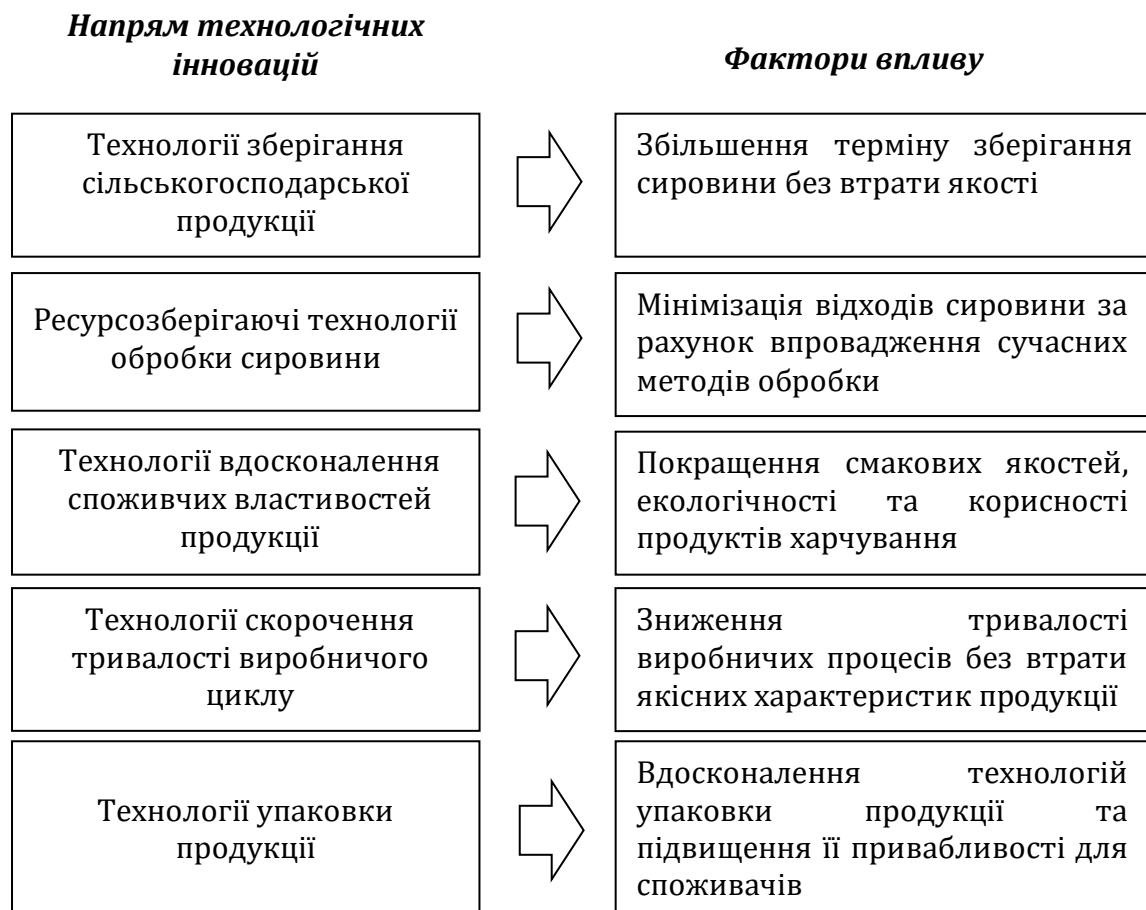 Напрям технологічних
інновацій
Фактори впливу
Технології зберігання
сільськогосподарської
продукції
Збільшення терміну зберігання
сировини без втрати якості
Ресурсозберігаючі технології
обробки сировини
Мінімізація відходів сировини за
рахунок впровадження сучасних
методів обробки
Технології вдосконалення
споживчих властивостей
продукції
Покращення смакових якостей,
екологічності та корисності
продуктів харчування
Технології скорочення
тривалості виробничого
циклу
Зниження тривалості
виробничих процесів без втрати
якісних характеристик продукції
Технології упаковки
продукції
Вдосконалення технологій
упаковки продукції та
підвищення її привабливості для
споживачів